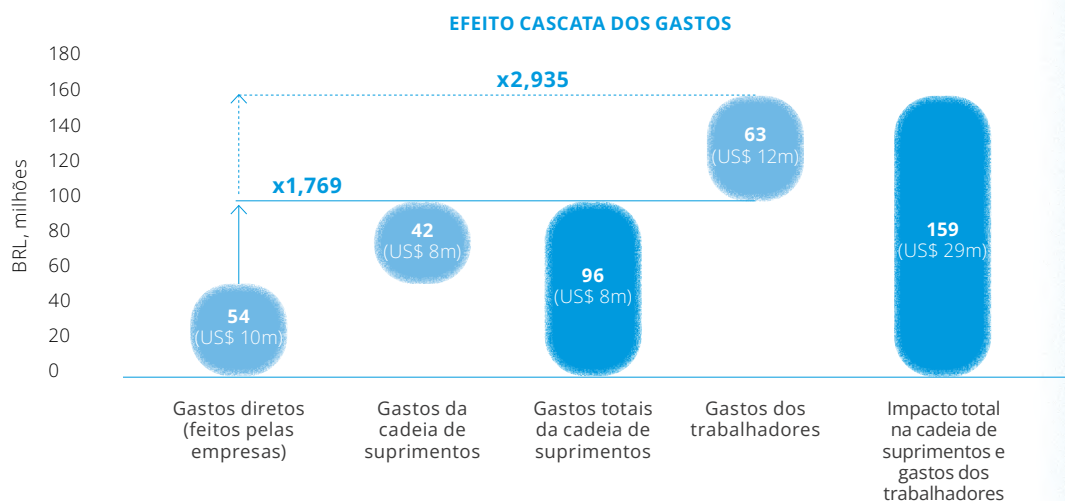 EFEITO CASCATA DOS GASTOS
BRL, milhões
180
160
140
120
100
80
60
40
20
0
x2,935
x1,769
54
(US$ 10m)
42
(US$ 8m)
96
(US$ 8m)
63
(US$ 12m)
159
(US$ 29m)
Gastos diretos
(feitos pelas
empresas)
Gastos da
cadeia de
suprimentos
Gastos totais
da cadeia de
suprimentos
Gastos dos
trabalhadores
Impacto total
na cadeia de
suprimentos e
gastos dos
trabalhadores